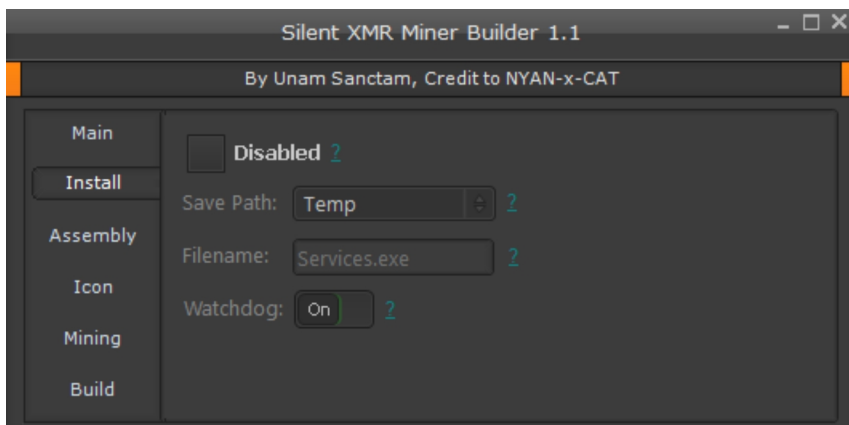 Silent XMR Miner Builder 1.1
By Unam Sanctam, Credit to NYAN-x-CAT
Main
Install
Assembly
Icon
Mining
Build
Disabled ?
Save Path: Temp ?
Filename: Services.exe ?
Watchdog: On ?